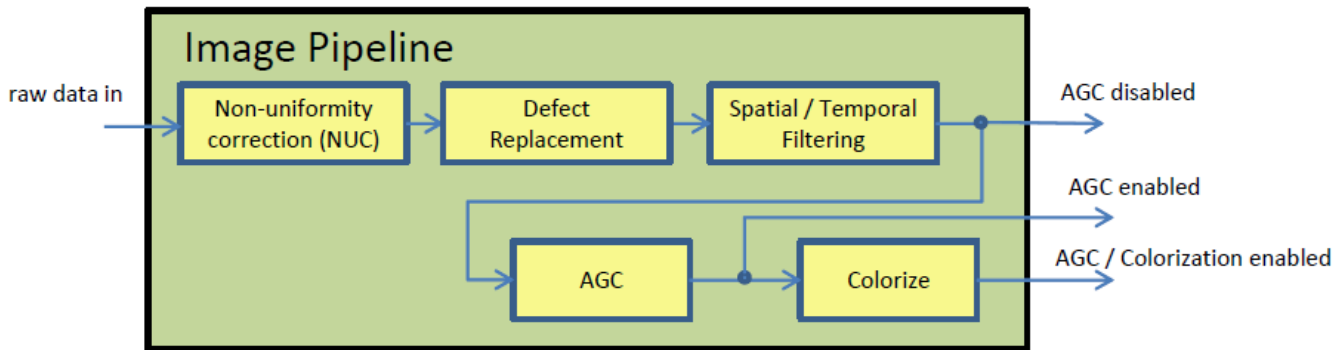 Image Pipeline
raw data in
Non-uniformity
correction (NUC)
Defect
Replacement
Spatial / Temporal
Filtering
AGC disabled
AGC enabled
AGC
Colorize
AGC / Colorization enabled